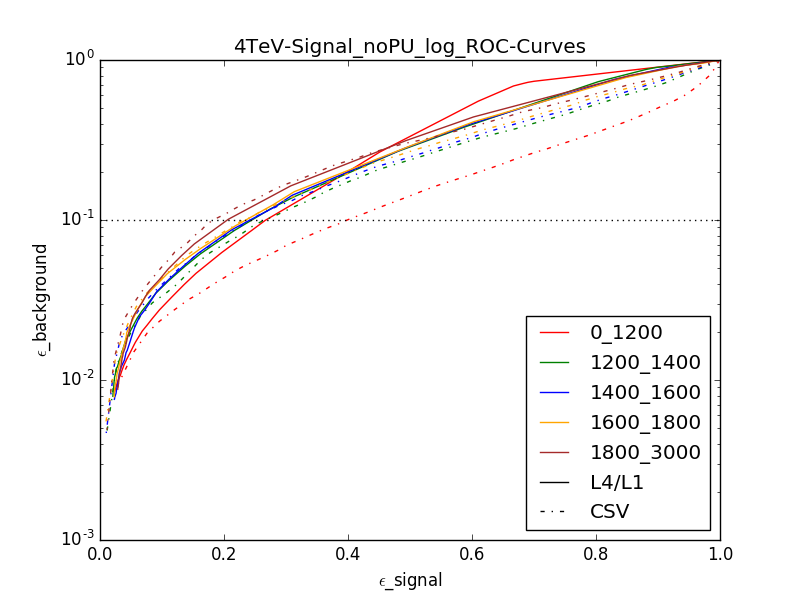 4TeV-Signal_noPU_log_ROC-Curves
10^0
10^-1
10^-2
10^-3
ϵ_background
0.0 0.2 0.4 0.6 0.8 1.0
ϵ_signal
0_1200
1200_1400
1400_1600
1600_1800
1800_3000
L4/L1
CSV